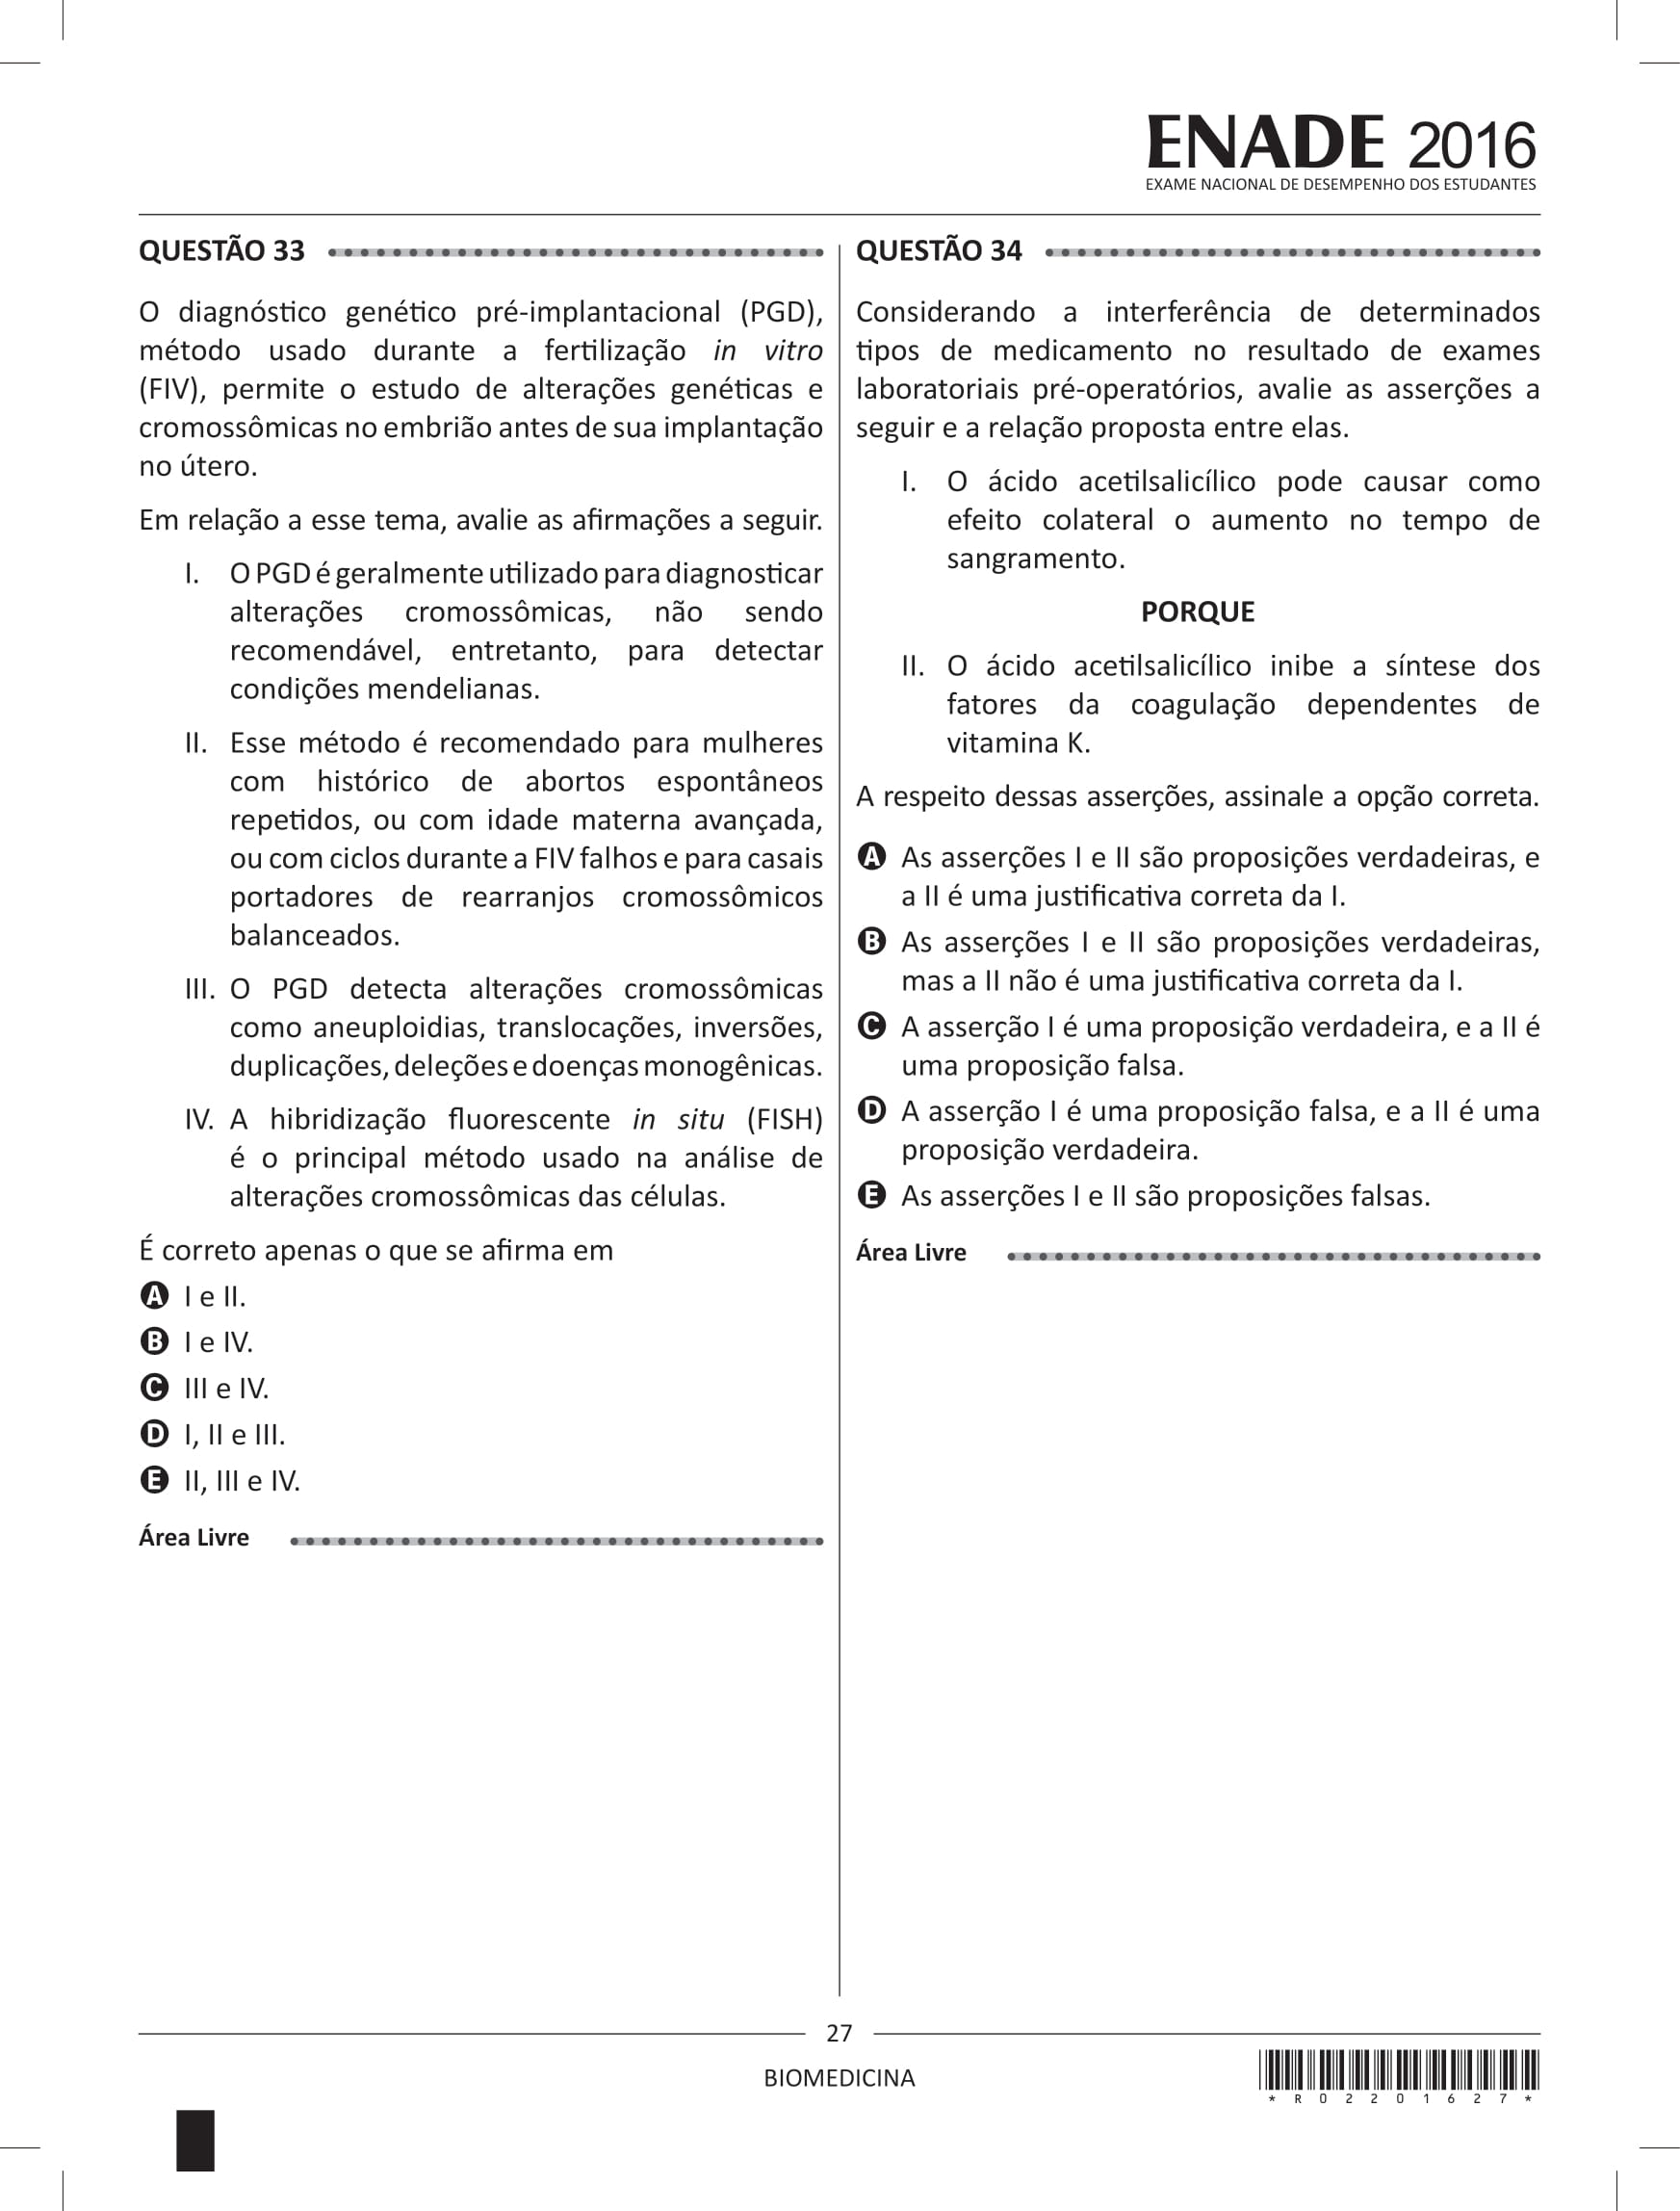 ENADE 2016
EXAME NACIONAL DE DESEMPENHO DOS ESTUDANTES
QUESTÃO 33
O diagnóstico genético pré-implantacional (PGD),
método usado durante a fertilização in vitro
(FIV), permite o estudo de alterações genéticas e
cromossômicas no embrião antes de sua implantação
no útero.
Em relação a esse tema, avalie as afirmações a seguir.
I. O PGD é geralmente utilizado para diagnosticar
alterações cromossômicas, não sendo
recomendável, entretanto, para detectar
condições mendelianas.
II. Esse método é recomendado para mulheres
com histórico de abortos espontâneos
repetidos, ou com idade materna avançada,
ou com ciclos durante a FIV falhos e para casais
portadores de rearranjos cromossômicos
balanceados.
III. O PGD detecta alterações cromossômicas
como aneuploidias, translocações, inversões,
duplicações, deleções e doenças monogênicas.
IV. A hibridização fluorescente in situ (FISH)
é o principal método usado na análise de
alterações cromossômicas das células.
É correto apenas o que se afirma em
A I e II.
B I e IV.
C III e IV.
D I, II e III.
E II, III e IV.
Área Livre
QUESTÃO 34
Considerando a interferência de determinados
tipos de medicamento no resultado de exames
laboratoriais pré-operatórios, avalie as asserções a
seguir e a relação proposta entre elas.
I. O ácido acetilsalicílico pode causar como
efeito colateral o aumento no tempo de
sangramento.
PORQUE
II. O ácido acetilsalicílico inibe a síntese dos
fatores da coagulação dependentes de
vitamina K.
A respeito dessas asserções, assinale a opção correta.
A As asserções I e II são proposições verdadeiras, e
a II é uma justificativa correta da I.
B As asserções I e II são proposições verdadeiras,
mas a II não é uma justificativa correta da I.
C A asserção I é uma proposição verdadeira, e a II é
uma proposição falsa.
D A asserção I é uma proposição falsa, e a II é uma
proposição verdadeira.
E As asserções I e II são proposições falsas.
Área Livre
27
BIOMEDICINA
* R 0 2 2 0 1 6 2 7 *